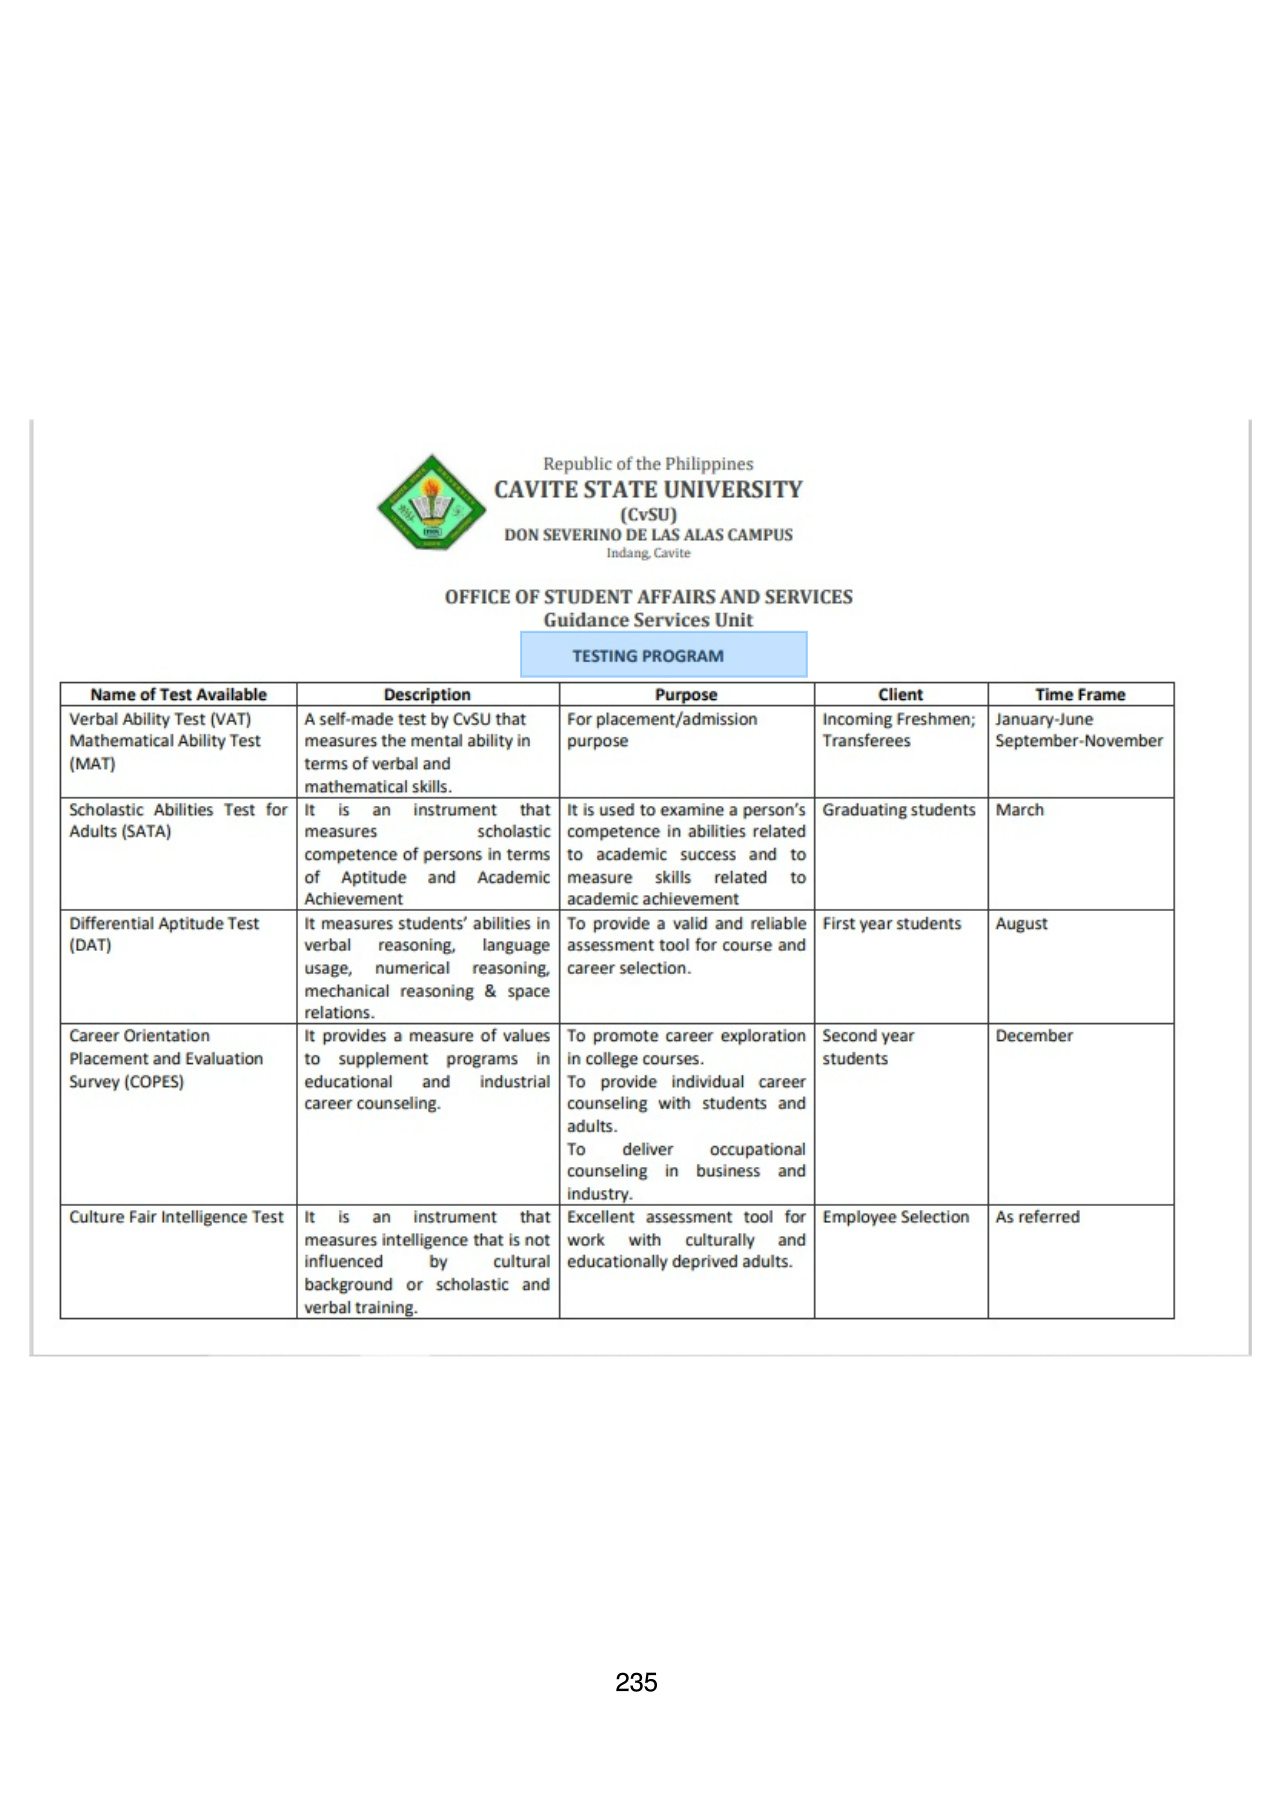 Republic of the Philippines
CAVITE STATE UNIVERSITY
(CvSU)
DON SEVERINO DE LAS ALAS CAMPUS
Indang, Cavite
OFFICE OF STUDENT AFFAIRS AND SERVICES
Guidance Services Unit
TESTING PROGRAM
Name of Test Available
Description
Purpose
Client
Time Frame
Verbal Ability Test (VAT)
Mathematical Ability Test
(MAT)
A self-made test by CvSU that
measures the mental ability in
terms of verbal and
mathematical skills.
For placement/admission
purpose
Incoming Freshmen;
Transferees
January-June
September-November
Scholastic Abilities Test for
Adults (SATA)
It is an instrument that
measures scholastic
competence of persons in terms
of Aptitude and Academic
Achievement
It is used to examine a person’s
competence in abilities related
to academic success and to
measure skills related to
academic achievement
Graduating students
March
Differential Aptitude Test
(DAT)
It measures students’ abilities in
verbal reasoning, language
usage, numerical reasoning,
mechanical reasoning & space
relations.
To provide a valid and reliable
assessment tool for course and
career selection.
First year students
August
Career Orientation
Placement and Evaluation
Survey (COPES)
It provides a measure of values
to supplement programs in
educational and industrial
career counseling.
To promote career exploration
in college courses.
To provide individual career
counseling with students and
adults.
To deliver occupational
counseling in business and
industry.
Second year
students
December
Culture Fair Intelligence Test
It is an instrument that
measures intelligence that is not
influenced by cultural
background or scholastic and
verbal training.
Excellent assessment tool for
work with culturally and
educationally deprived adults.
Employee Selection
As referred
235